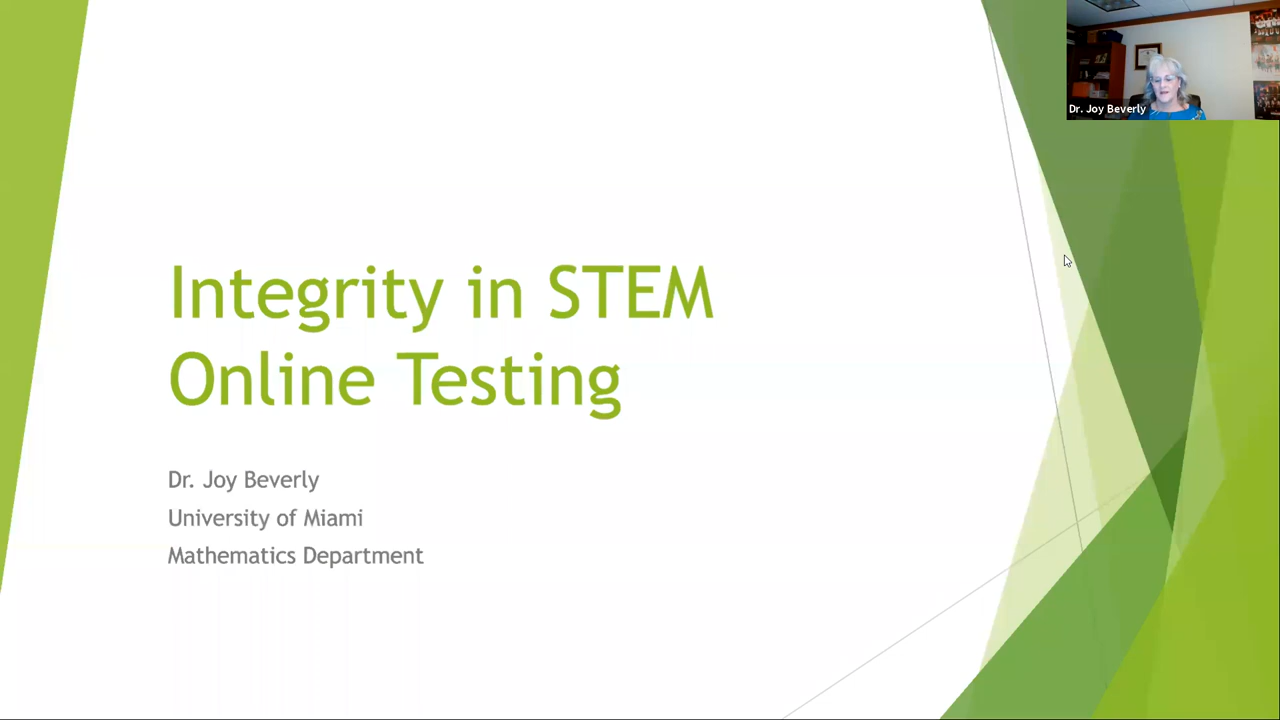 Dr. Joy Beverly
Integrity in STEM
Online Testing
Dr. Joy Beverly
University of Miami
Mathematics Department